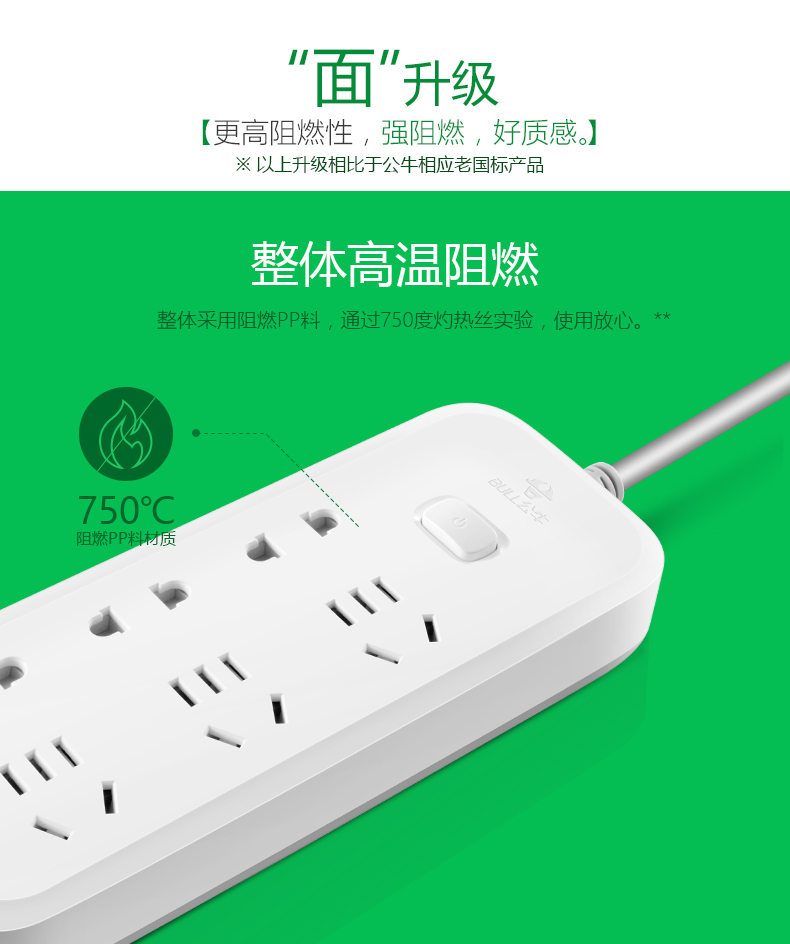 “面”升级
【更高阻燃性，强阻燃，好质感。】
※ 以上升级相比于公牛相应老国标产品
整体高温阻燃
整体采用阻燃PP料，通过750度灼热丝实验，使用放心。**
750℃
阻燃PP料材质
BULL公牛